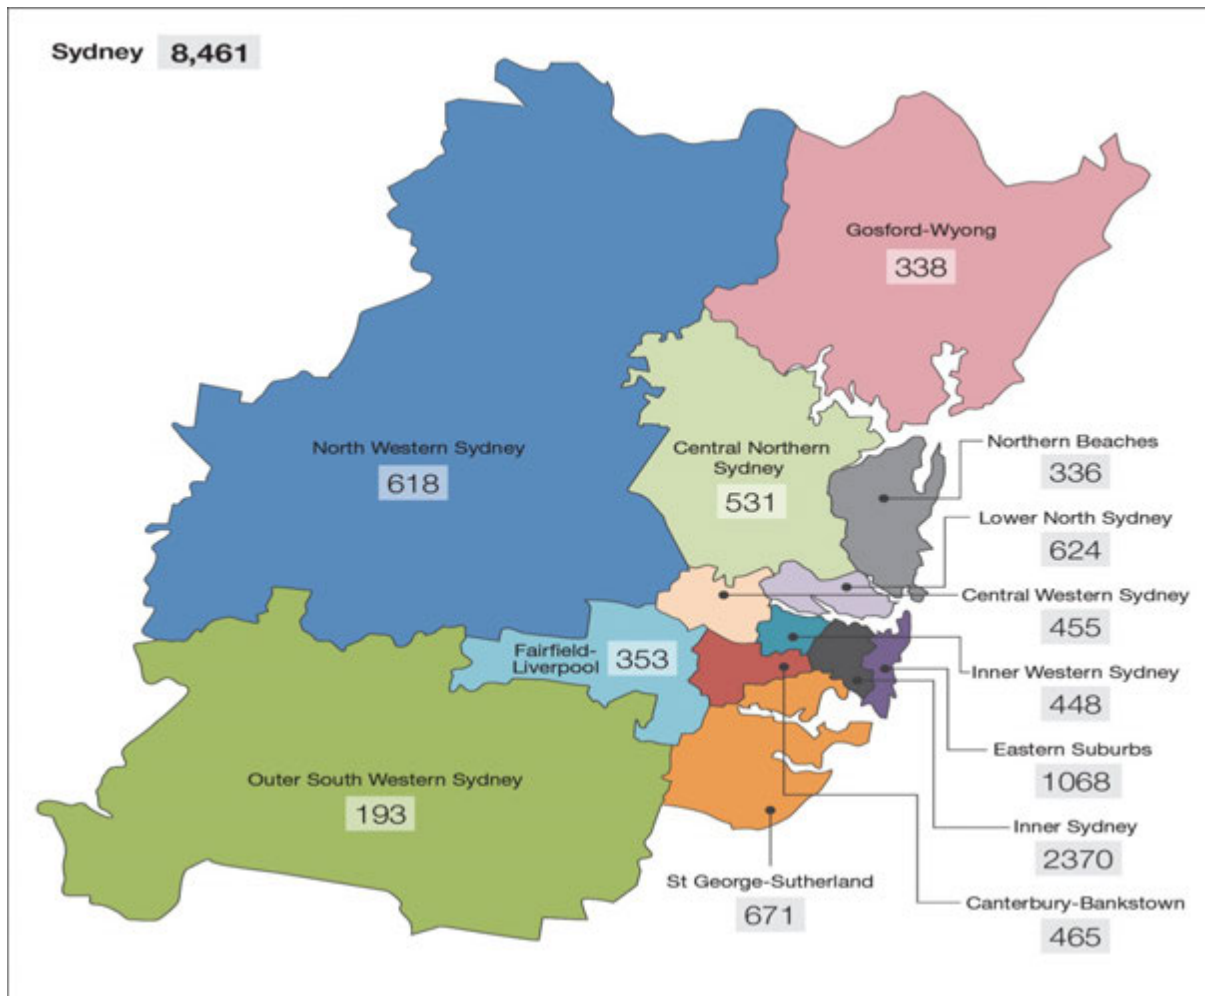 Sydney 8,461
Gosford-Wyong
338
North Western Sydney
618
Central Northern
Sydney
531
Northern Beaches
336
Lower North Sydney
624
Central Western Sydney
455
Fairfield-
Liverpool 353
Inner Western Sydney
448
Eastern Suburbs
1068
Outer South Western Sydney
193
Inner Sydney
2370
St George-Sutherland
671
Canterbury-Bankstown
465